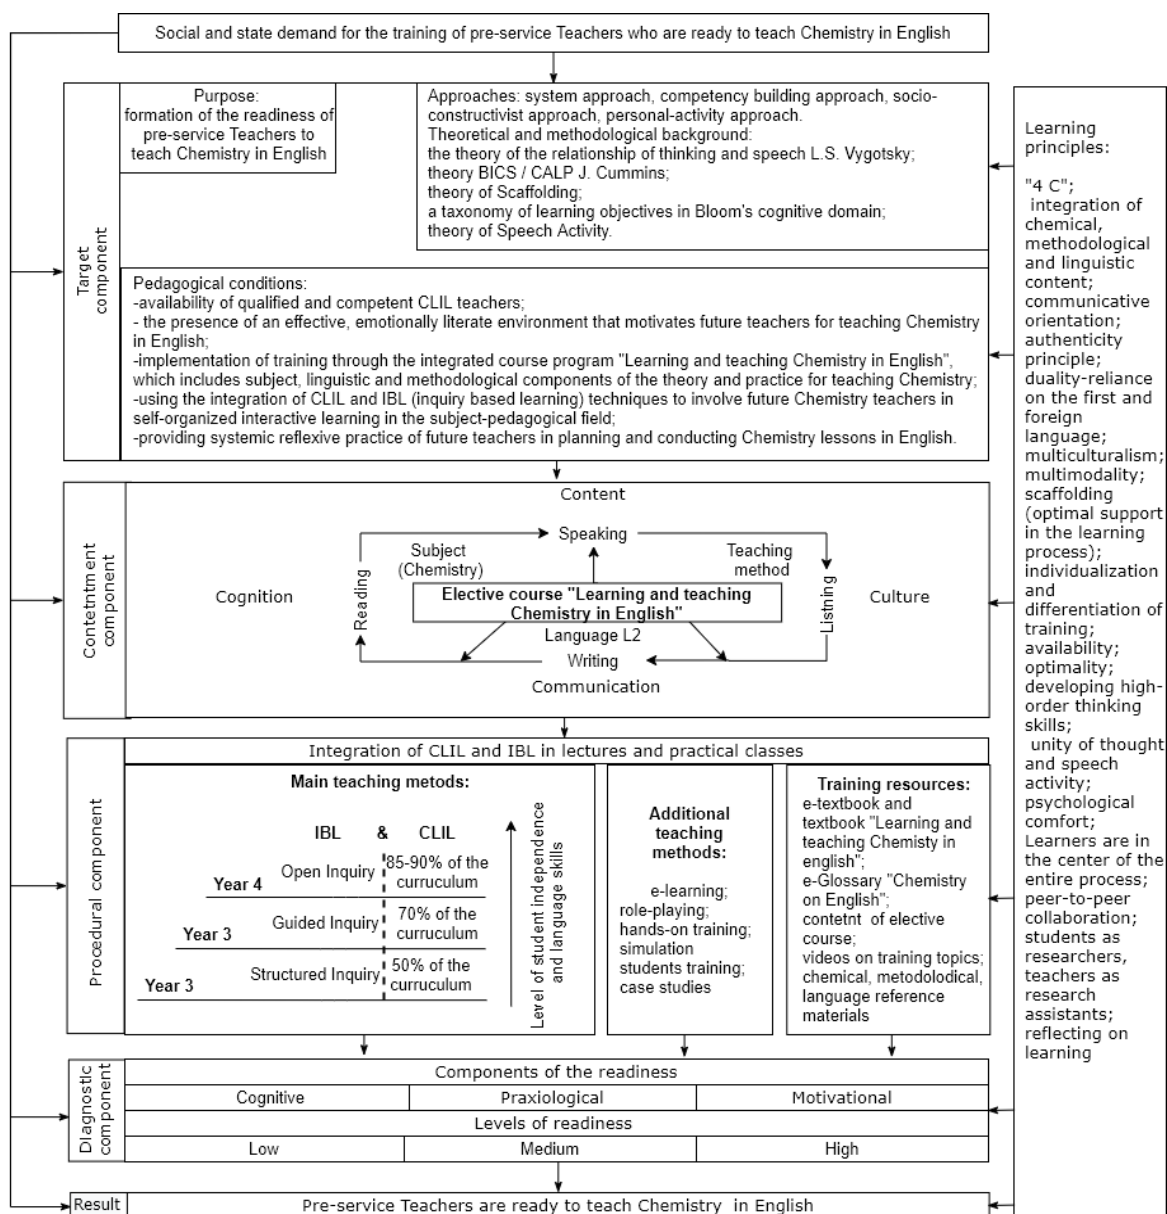 Social and state demand for the training of pre-service Teachers who are ready to teach Chemistry in English
Target
component
Purpose:
formation of the readiness of
pre-service Teachers to
teach Chemistry in English
Approaches: system approach, competency building approach, socio-
constructivist approach, personal-activity approach.
Theoretical and methodological background:
the theory of the relationship of thinking and speech L.S. Vygotsky;
theory BICS / CALP J. Cummins;
theory of Scaffolding;
a taxonomy of learning objectives in Bloom's cognitive domain;
theory of Speech Activity.
Pedagogical conditions:
-availability of qualified and competent CLIL teachers;
- the presence of an effective, emotionally literate environment that motivates future teachers for teaching Chemistry
in English;
-implementation of training through the integrated course program "Learning and teaching Chemistry in English",
which includes subject, linguistic and methodological components of the theory and practice for teaching Chemistry;
-using the integration of CLIL and IBL (inquiry based learning) techniques to involve future Chemistry teachers in
self-organized interactive learning in the subject-pedagogical field;
-providing systemic reflexive practice of future teachers in planning and conducting Chemistry lessons in English.
Contetntment
component
Content
Speaking
Subject
(Chemistry)
Teaching
method
Cognition
Reading
Elective course "Learning and teaching
Chemistry in English"
Listning
Culture
Language L2
Writing
Communication
Procedural component
Integration of CLIL and IBL in lectures and practical classes
Main teaching metods:
IBL & CLIL
Year 4
Open Inquiry
85-90% of the
curuculum
Year 3
Guided Inquiry
70% of the
curruculum
Year 3
Structured Inquiry
50% of the
curruculum
Level of student independence
and language skills
Additional
teaching
methods:
e-learning;
role-playing;
hands-on training;
simulation
students training;
case studies
Training resources:
e-textbook and
textbook "Learning and
teaching Chemisty in
english";
e-Glossary "Chemistry
on English";
contetnt of elective
course;
videos on training topics;
chemical, metodolodical,
language reference
materials
Diagnostic
component
Components of the readiness
Cognitive
Praxiological
Motivational
Levels of readiness
Low
Medium
High
Result
Pre-service Teachers are ready to teach Chemistry in English
Learning
principles:
"4 C";
integration of
chemical,
methodological
and linguistic
content;
communicative
orientation;
authenticity
principle;
duality-reliance
on the first and
foreign
language;
multiculturalism;
multimodality;
scaffolding
(optimal support
in the learning
process);
individualization
and
differentiation of
training;
availability;
optimality;
developing high-
order thinking
skills;
unity of thought
and speech
activity;
psychological
comfort;
Learners are in
the center of the
entire process;
peer-to-peer
collaboration;
students as
researchers,
teachers as
research
assistants;
reflecting on
learning